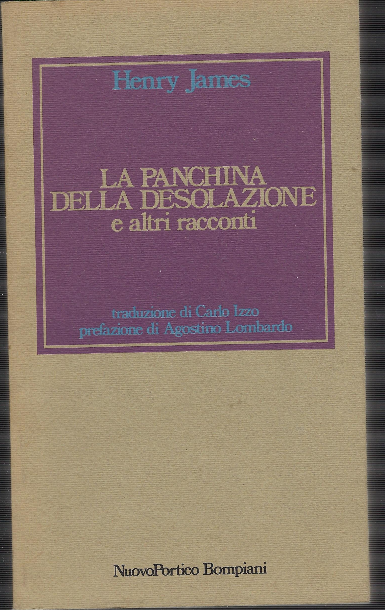 Henry James
LA PANCHINA
DELLA DESOLAZIONE
e altri racconti
traduzione di Carlo Izzo
prefazione di Agostino Lombardo
NuovoPortico Bompiani